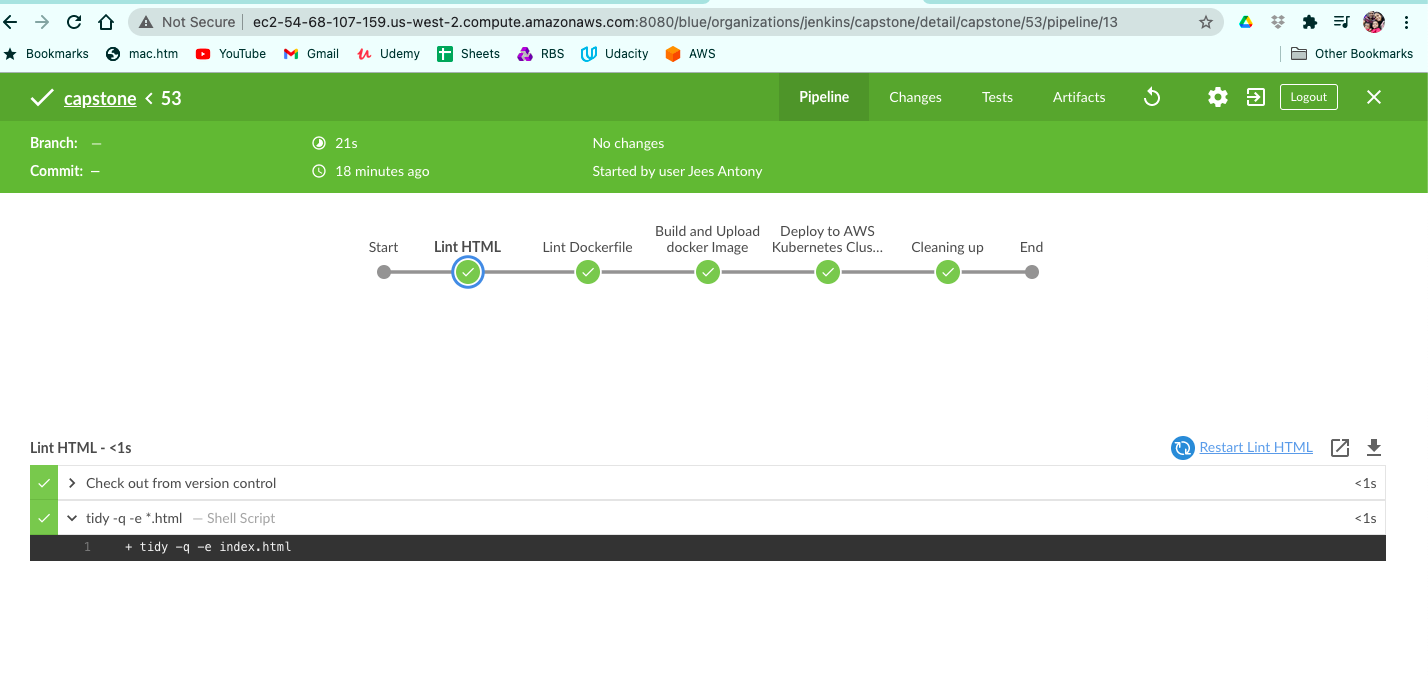 Not Secure | ec2-54-68-107-159.us-west-2.compute.amazonaws.com:8080/blue/organizations/jenkins/capstone/detail/capstone/53/pipeline/13
Bookmarks mac.htm YouTube Gmail Udemy Sheets RBS Udacity AWS Other Bookmarks
capstone < 53 Pipeline Changes Tests Artifacts Logout
Branch: — 21s No changes
Commit: — 18 minutes ago Started by user Jees Antony
Build and Upload Deploy to AWS
Start Lint HTML Lint Dockerfile docker Image Kubernetes Clus... Cleaning up End
Lint HTML - <1s Restart Lint HTML
Check out from version control <1s
tidy -q -e *.html — Shell Script <1s
1 + tidy -q -e index.html